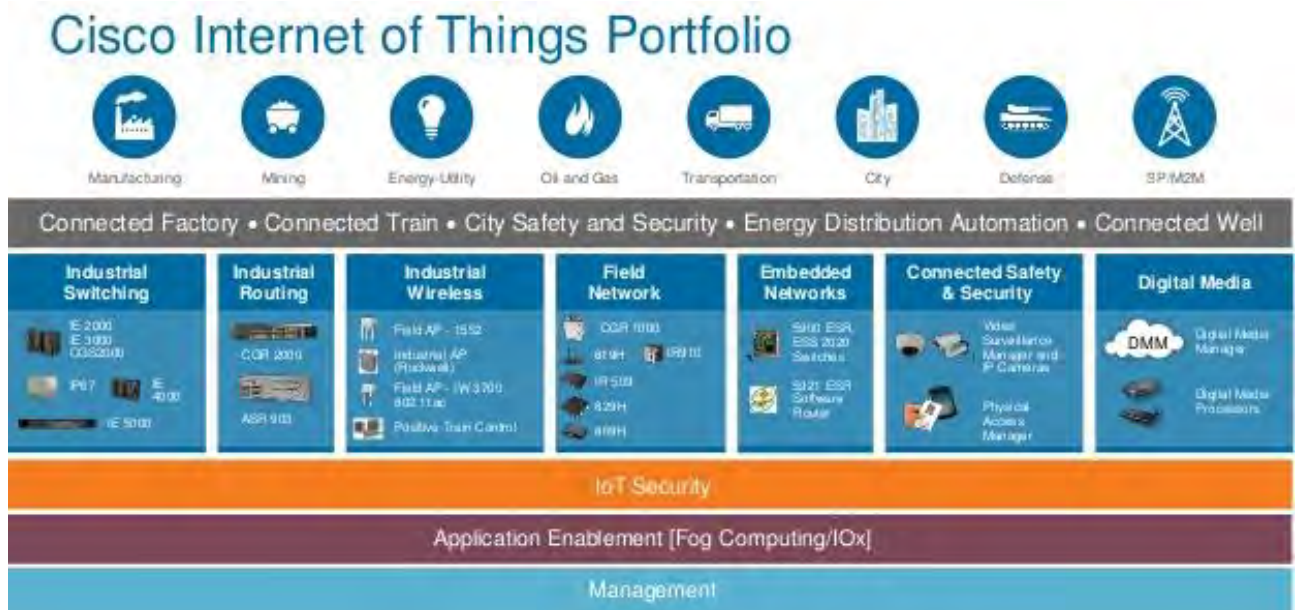 Cisco Internet of Things Portfolio
Manufacturing
Mining
Energy-Utility
Oil and Gas
Transportation
City
Defense
SP/M2M
Connected Factory • Connected Train • City Safety and Security • Energy Distribution Automation • Connected Well
Industrial
Switching
IE 2000
IE 3000
CGS2000
IP67
IE
4000
IE 5000
Industrial
Routing
CGR 2000
ASR 903
Industrial
Wireless
Field AP - 1552
Industrial AP
(Rockwell)
Field AP - IW 3700
802.11ac
Positive Train Control
Field
Network
CGR 1000
819H
IR910
IR 509
829H
809H
Embedded
Networks
ESR,
ESS 2020
Switches
5921 ESR
Software
Router
Connected Safety
& Security
Video
Surveillance
Manager and
IP Cameras
Physical
Access
Manager
Digital Media
DMM
Digital Media
Manager
Digital Media
Processors
IoT Security
Application Enablement [Fog Computing/IOx]
Management